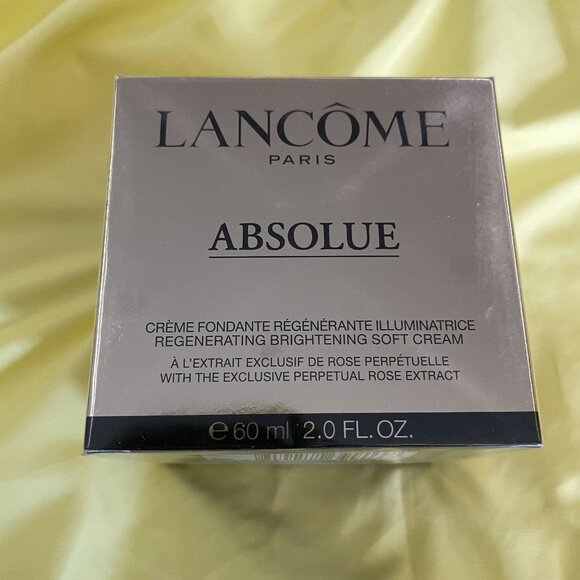 LANCÔME
PARIS
ABSOLUE
CRÈME FONDANTE RÉGÉNÉRANTE ILLUMINATRICE
REGENERATING BRIGHTENING SOFT CREAM
À L'EXTRAIT EXCLUSIF DE ROSE PERPÉTUELLE
WITH THE EXCLUSIVE PERPETUAL ROSE EXTRACT
℮ 60 ml 2.0 FL. OZ.